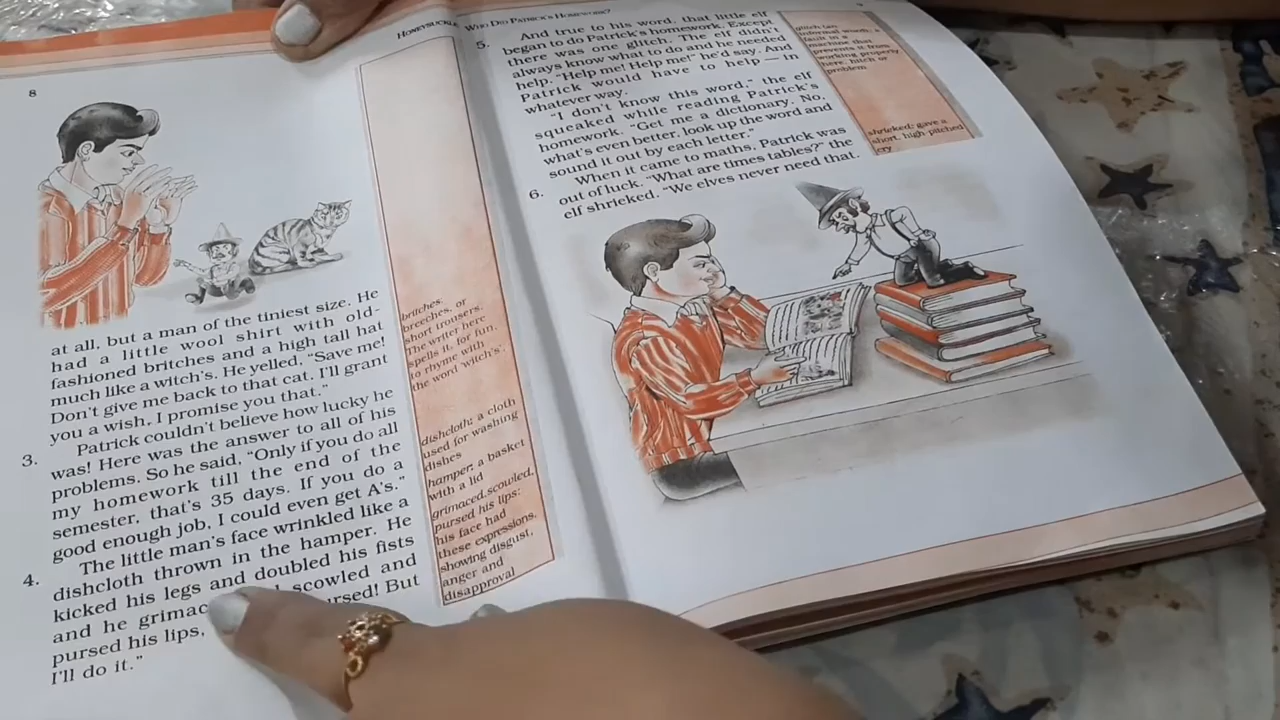 8
at all, but a man of the tiniest size. He
had a little wool shirt with old-
fashioned britches and a high tall hat
much like a witch's. He yelled, "Save me!
Don't give me back to that cat. I'll grant
you a wish, I promise you that."
3. Patrick couldn't believe how lucky he
was! Here was the answer to all of his
problems. So he said, "Only if you do all
my homework till the end of the
semester, that's 35 days. If you do a
good enough job, I could even get A's."
4. The little man's face wrinkled like a
dishcloth thrown in the hamper. He
kicked his legs and doubled his fists
and he scowled and
pursed his lips, But
I'll do it."
britches:
breeches, or
short trousers.
The writer here
spells it, for fun,
to rhyme with
the word 'witch's'.
dishcloth: a cloth
used for washing
dishes
hamper: a basket
with a lid
grimaced, scowled,
pursed his lips:
his face had
these expressions,
showing disgust,
anger and
disapproval
HONEYSUCKLE
WHO DID PATRICK'S HOMEWORK?
5. And true to his word, that little elf
began to do Patrick's homework. Except
there was one glitch. The elf didn't
always know what to do and he needed
help. "Help me! Help me!" he'd say. And
Patrick would have to help — in
whatever way.
"I don't know this word," the elf
squeaked while reading Patrick's
homework. "Get me a dictionary. No,
what's even better, look up the word and
sound it out by each letter."
6. When it came to maths, Patrick was
out of luck. "What are times tables?" the
elf shrieked. "We elves never need that.
informal word): a
fault in a
machine that
prevents it from
working properly
here, hitch or
problem
shrieked: gave a
short, high-pitched
cry